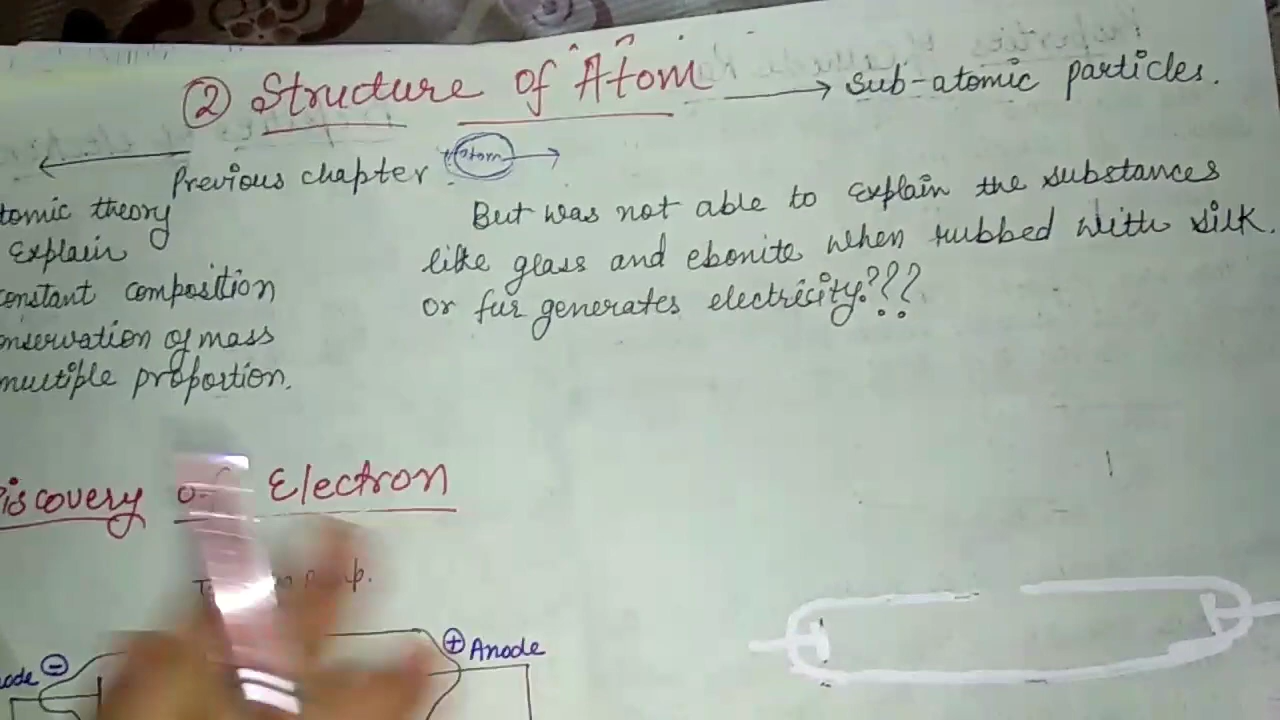 ② Structure of Atom → Sub-atomic particles.
Previous chapter
Atom
tomic theory
Explain
constant composition
onservation of mass
multiple proportion.
But was not able to explain the substances
like glass and ebonite when rubbed with silk.
or fur generates electricity???
iscovery of Electron
p.
⊕ Anode
ode ⊖